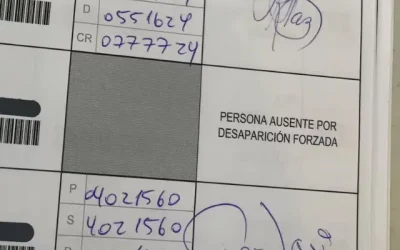 D 0551624
CR 0777724
PERSONA AUSENTE POR
DESAPARICIÓN FORZADA
P 4021560
S 4021560